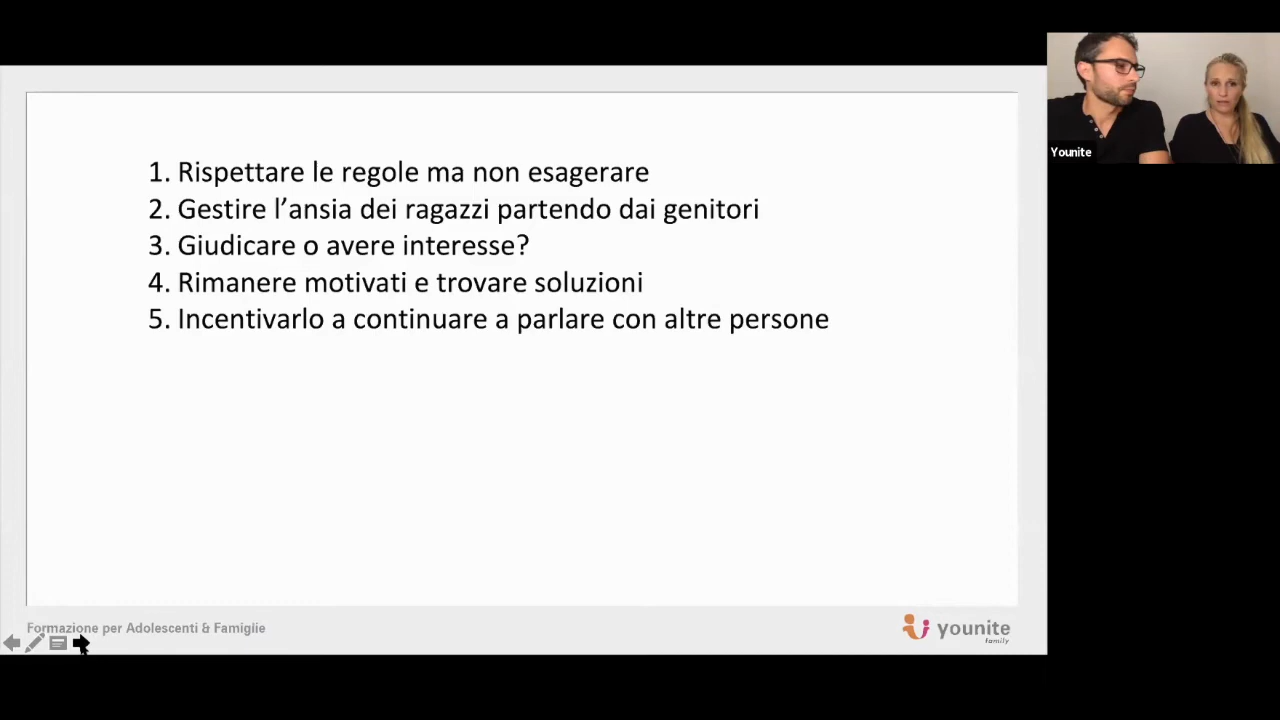 1. Rispettare le regole ma non esagerare
2. Gestire l’ansia dei ragazzi partendo dai genitori
3. Giudicare o avere interesse?
4. Rimanere motivati e trovare soluzioni
5. Incentivarlo a continuare a parlare con altre persone
Younite
Formazione per Adolescenti & Famiglie
younite
family